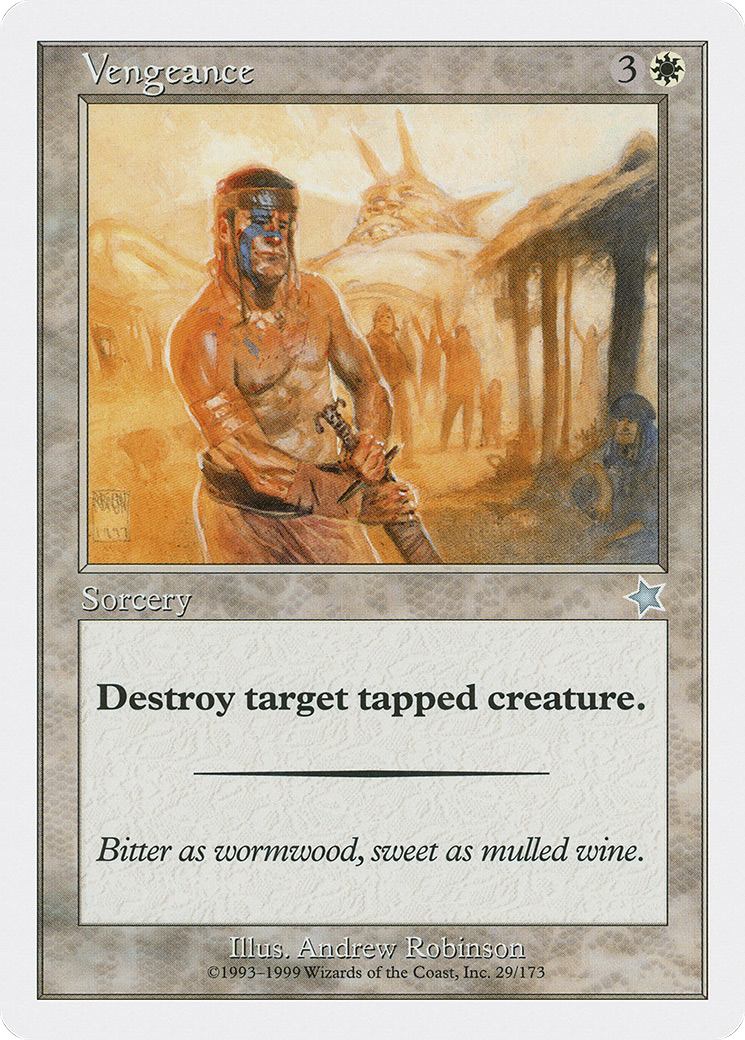 Vengeance 3
Sorcery
Destroy target tapped creature.
Bitter as wormwood, sweet as mulled wine.
Illus. Andrew Robinson
©1993–1999 Wizards of the Coast, Inc. 29/173